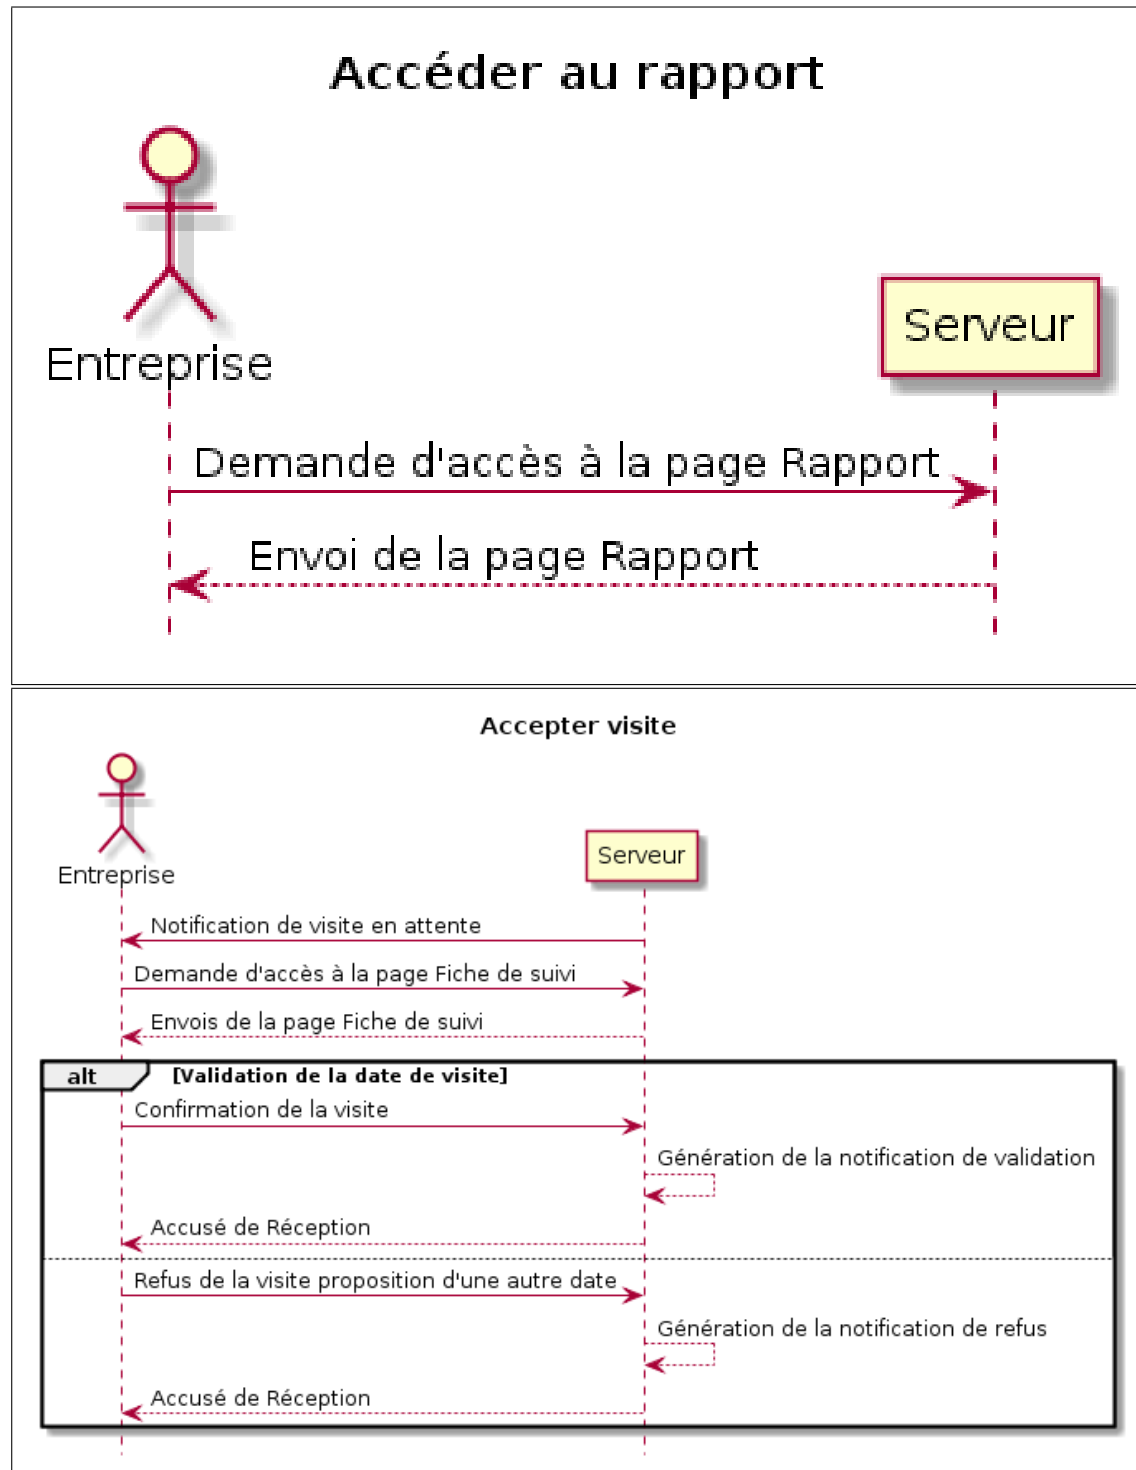 Accéder au rapport
Entreprise
Serveur
Demande d'accès à la page Rapport
Envoi de la page Rapport
Accepter visite
Entreprise
Serveur
Notification de visite en attente
Demande d'accès à la page Fiche de suivi
Envois de la page Fiche de suivi
alt [Validation de la date de visite]
Confirmation de la visite
Génération de la notification de validation
Accusé de Réception
Refus de la visite proposition d'une autre date
Génération de la notification de refus
Accusé de Réception